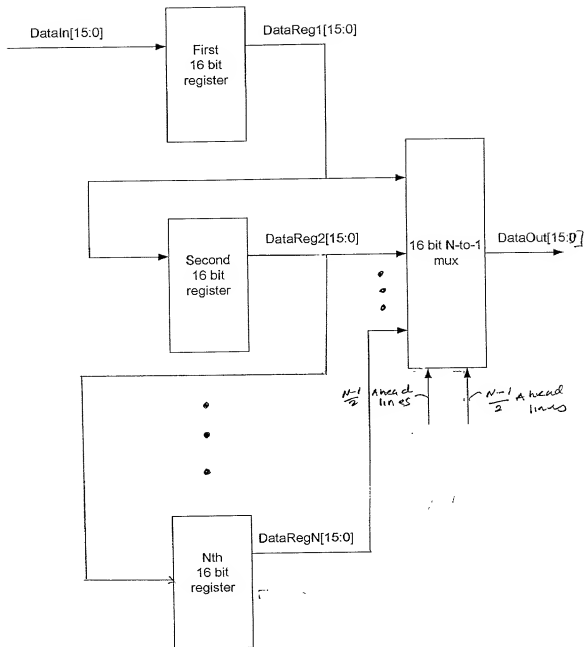 DataIn[15:0]
First
16 bit
register
DataReg1[15:0]
Second
16 bit
register
DataReg2[15:0]
16 bit N-to-1
mux
DataOut[15:0]
N-1
2
Ahead
lines
N-1
2
Ahead
lines
Nth
16 bit
register
DataRegN[15:0]